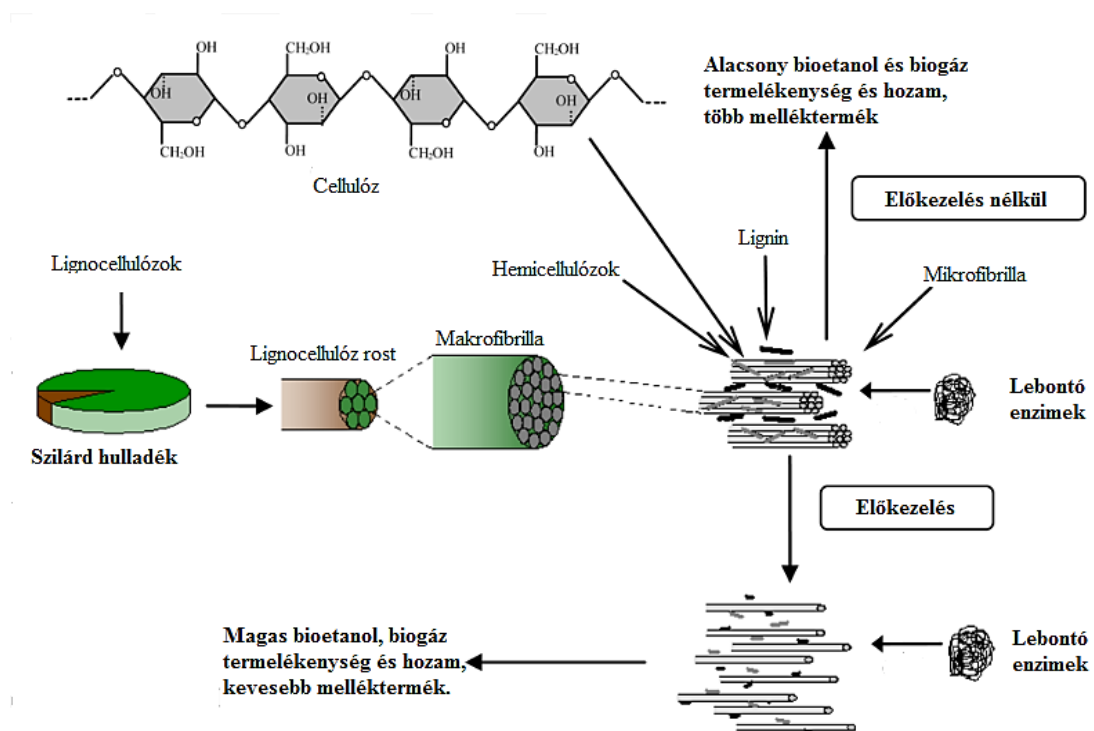 OH
CH₂OH
OH
CH₂OH
OH
OH
OH
OH
CH₂OH
OH
CH₂OH
OH
Cellulóz
Alacsony bioetanol és biogáz
termelékenység és hozam,
több melléktermék
Előkezelés nélkül
Lignin
Lignocellulózok
Hemicellulózok
Mikrofibrilla
Lignocellulóz rost
Makrofibrilla
Lebontó
enzimek
Szilárd hulladék
Előkezelés
Magas bioetanol, biogáz
termelékenység és hozam,
kevesebb melléktermék.
Lebontó
enzimek